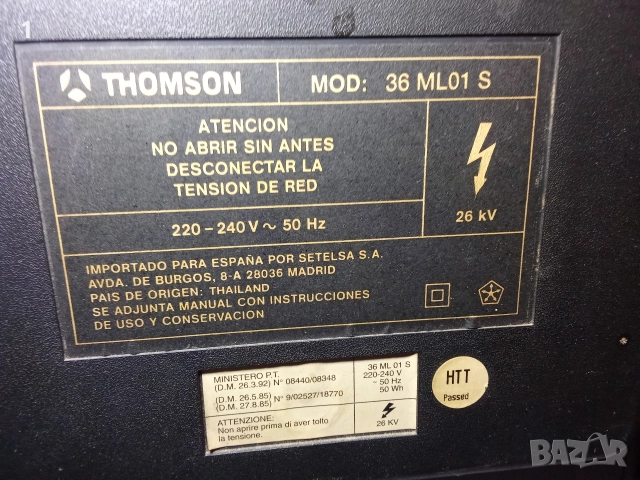 1
THOMSON
MOD: 36 ML01 S
ATENCION
NO ABRIR SIN ANTES
DESCONECTAR LA
TENSION DE RED
220-240 V ~ 50 Hz
26 kV
IMPORTADO PARA ESPAÑA POR SETELSA S.A.
AVDA. DE BURGOS, 8-A 28036 MADRID
PAIS DE ORIGEN: THAILAND
SE ADJUNTA MANUAL CON INSTRUCCIONES
DE USO Y CONSERVACION
MINISTERO P.T.
(D.M. 26.3.92) N° 08440/08348
(D.M. 26.5.85) N° 9/02527/18770
(D.M. 27.8.85)
ATTENZIONE:
Non aprire prima di aver tolto
la tensione.
36 ML 01 S
220-240 V
~ 50 Hz
50 Wh
26 KV
HTT
Passed
BAZAR
bg